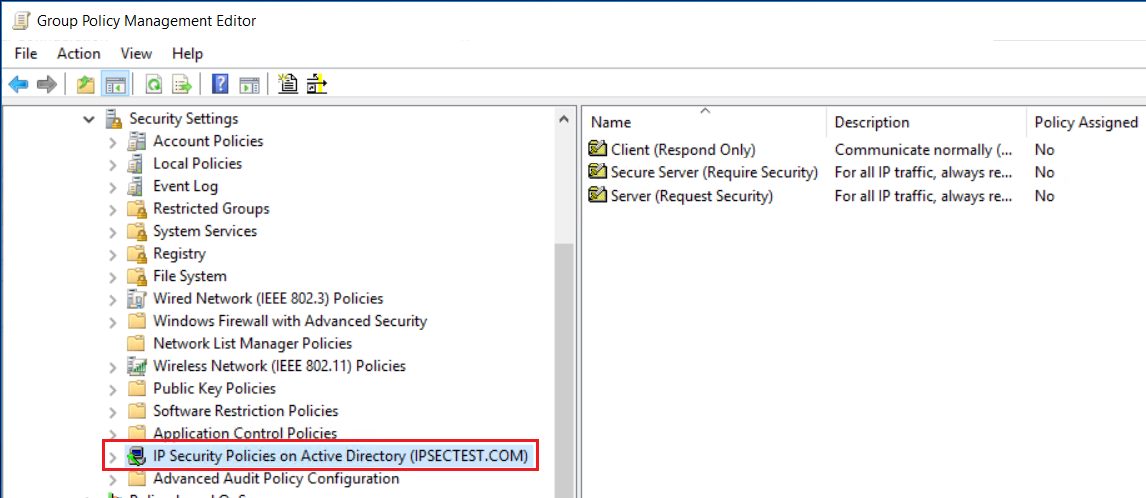 Group Policy Management Editor
File Action View Help
Security Settings
Account Policies
Local Policies
Event Log
Restricted Groups
System Services
Registry
File System
Wired Network (IEEE 802.3) Policies
Windows Firewall with Advanced Security
Network List Manager Policies
Wireless Network (IEEE 802.11) Policies
Public Key Policies
Software Restriction Policies
Application Control Policies
IP Security Policies on Active Directory (IPSECTEST.COM)
Advanced Audit Policy Configuration
Name Description Policy Assigned
Client (Respond Only) Communicate normally (... No
Secure Server (Require Security) For all IP traffic, always re... No
Server (Request Security) For all IP traffic, always re... No